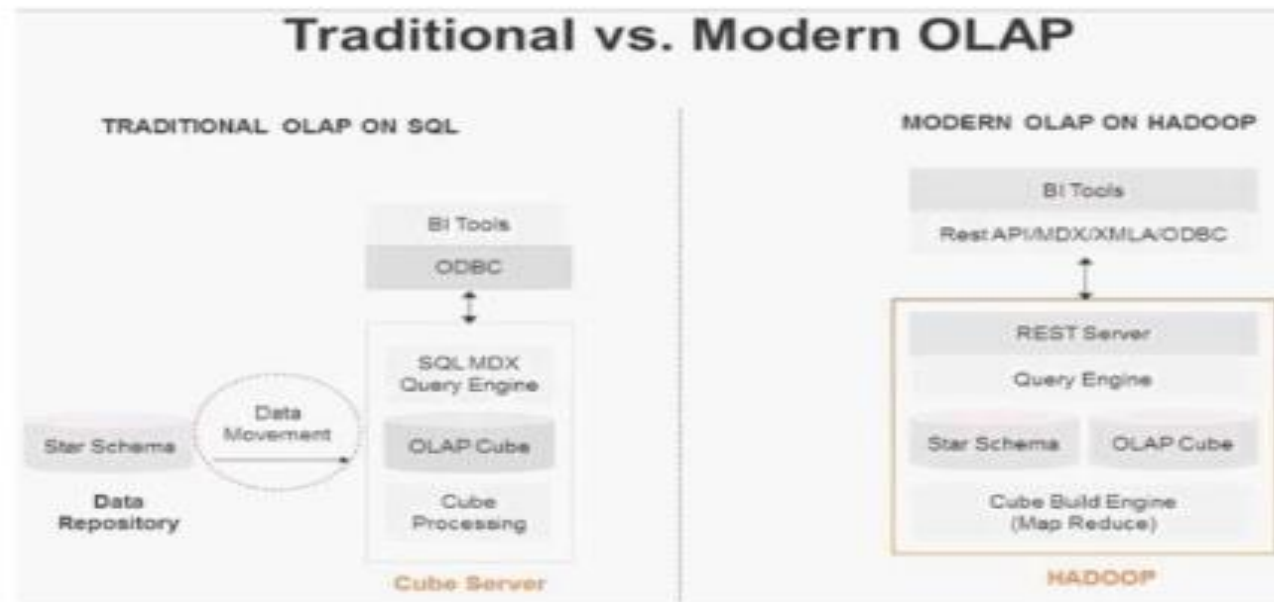 Traditional vs. Modern OLAP
TRADITIONAL OLAP ON SQL
BI Tools
ODBC
SQL MDX
Query Engine
Data
Movement
Star Schema
OLAP Cube
Data
Repository
Cube
Processing
Cube Server
MODERN OLAP ON HADOOP
BI Tools
Rest API/MDX/XMLA/ODBC
REST Server
Query Engine
Star Schema
OLAP Cube
Cube Build Engine
(Map Reduce)
HADOOP